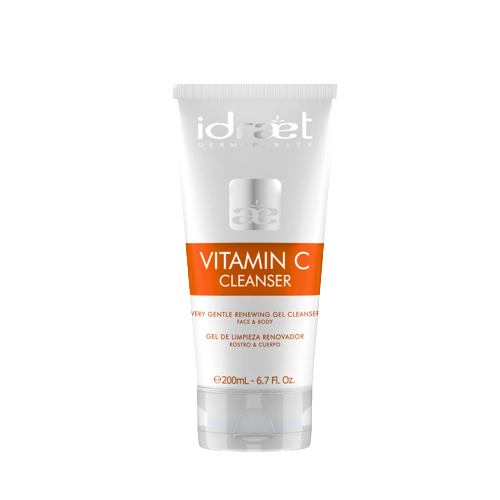 idraet
DERM PURITY
æ
VITAMIN C
CLEANSER
VERY GENTLE RENEWING GEL CLEANSER
FACE & BODY
GEL DE LIMPIEZA RENOVADOR
ROSTRO & CUERPO
℮200mL - 6.7 Fl. Oz.